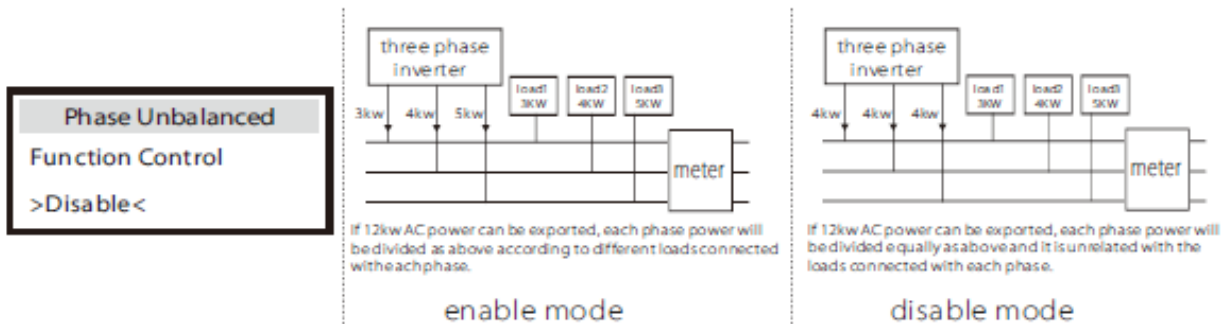 Phase Unbalanced
Function Control
>Disable<
three phase
inverter
load1
3KW
load2
4KW
load3
5KW
3kw
4kw
5kw
meter
If 12kw AC power can be exported, each phase power will
be divided as above according to different loads connected
with each phase.
enable mode
three phase
inverter
load1
3KW
load2
4KW
load3
5KW
4kw
4kw
4kw
meter
If 12kw AC power can be exported, each phase power will
be divided equally as above and it is unrelated with the
loads connected with each phase.
disable mode